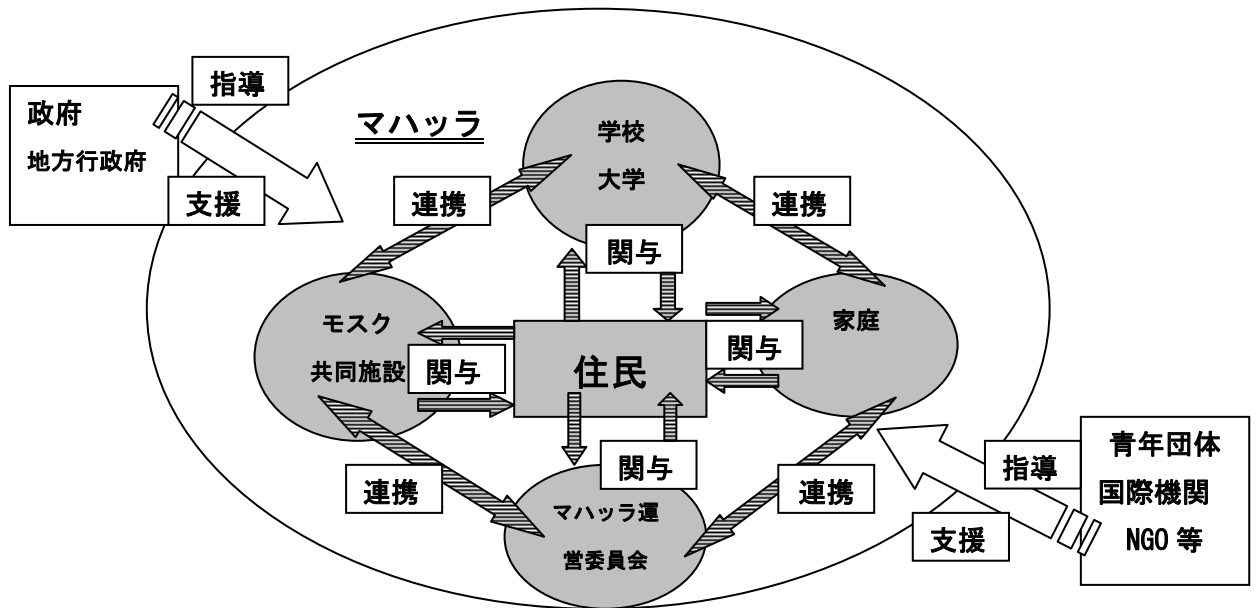 指導
政府
地方行政府
支援
マハッラ
学校
大学
連携
連携
関与
モスク
共同施設
関与
住民
関与
家庭
連携
関与
連携
マハッラ運
営委員会
指導
支援
青年団体
国際機関
NGO 等